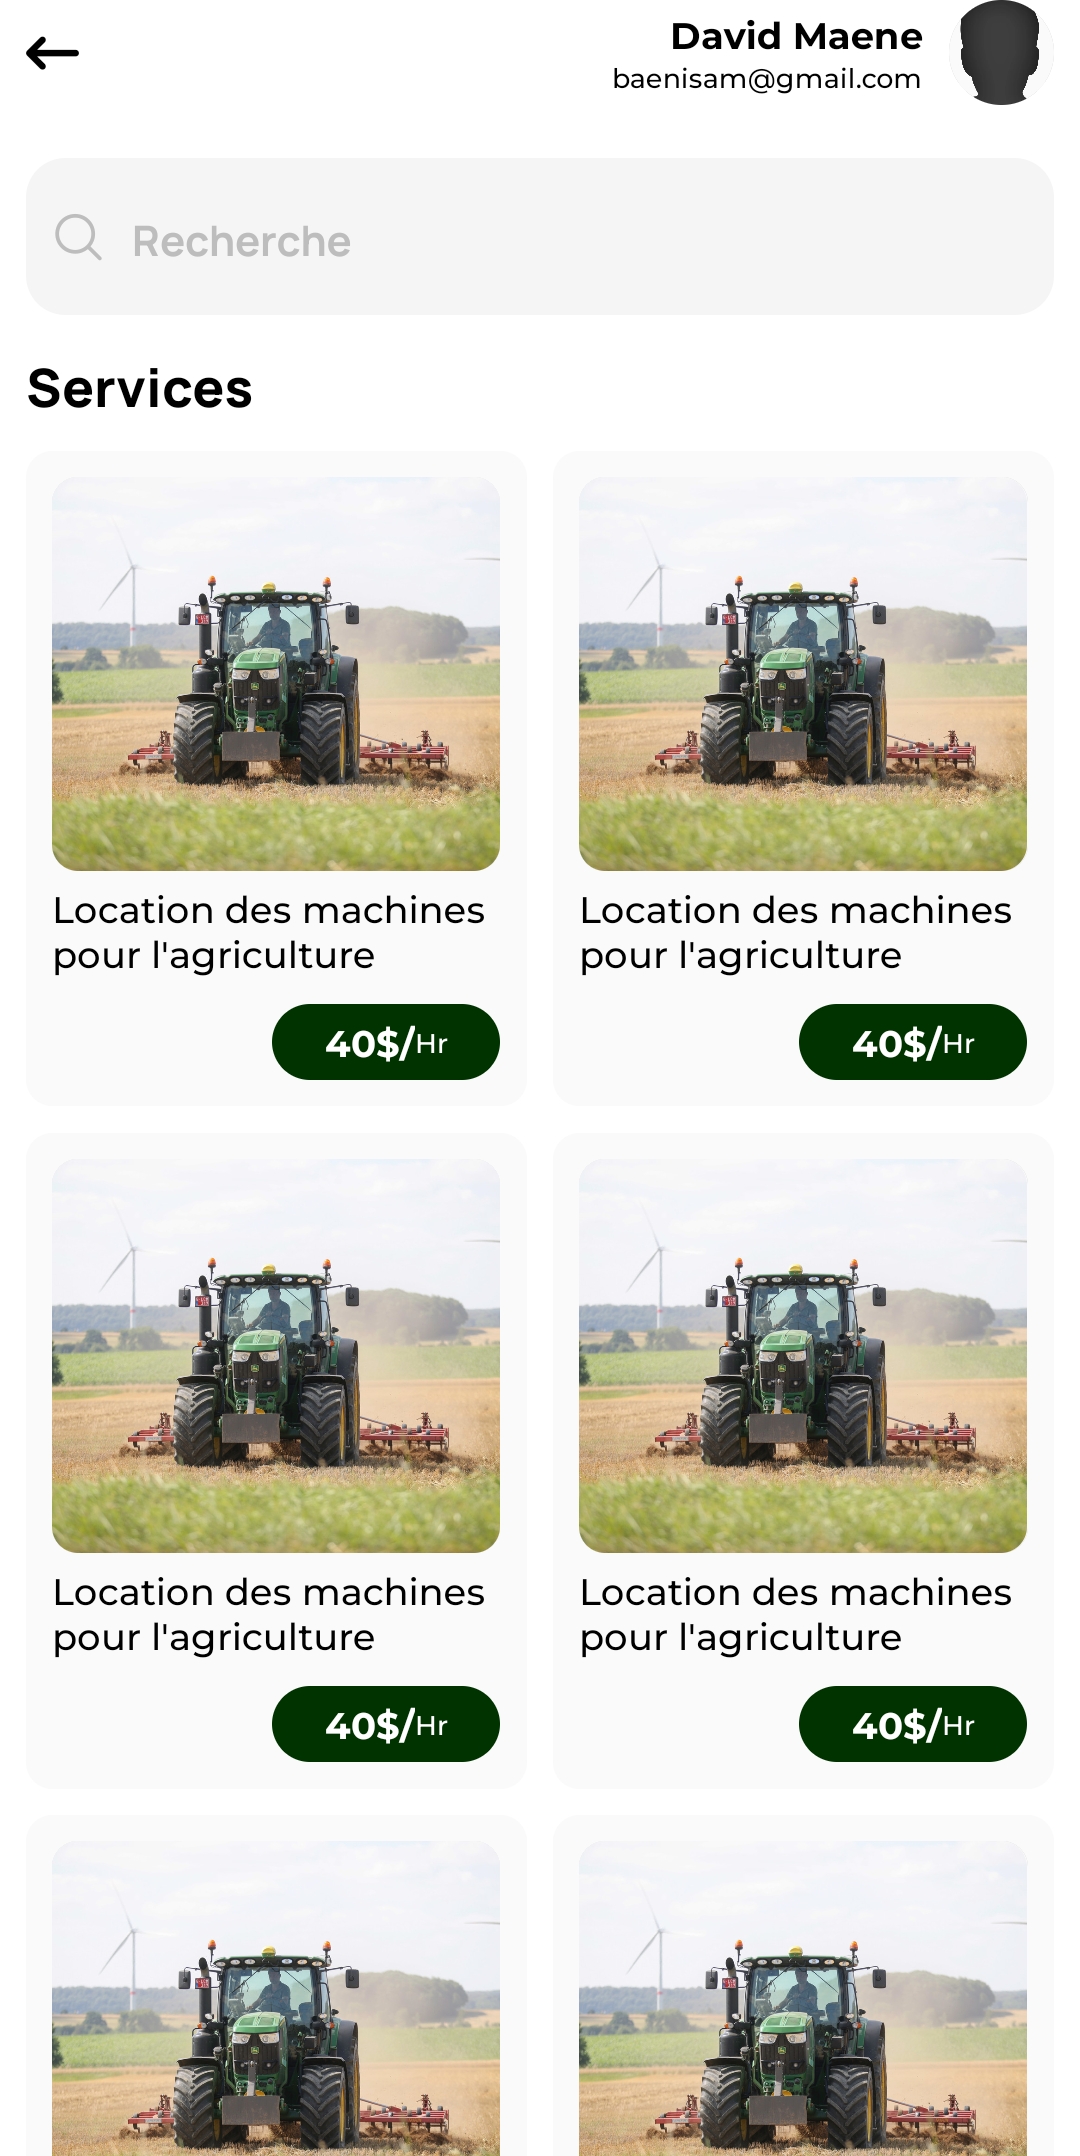 David Maene
baenisam@gmail.com
Recherche
Services
Location des machines
pour l'agriculture
40$/Hr
Location des machines
pour l'agriculture
40$/Hr
Location des machines
pour l'agriculture
40$/Hr
Location des machines
pour l'agriculture
40$/Hr